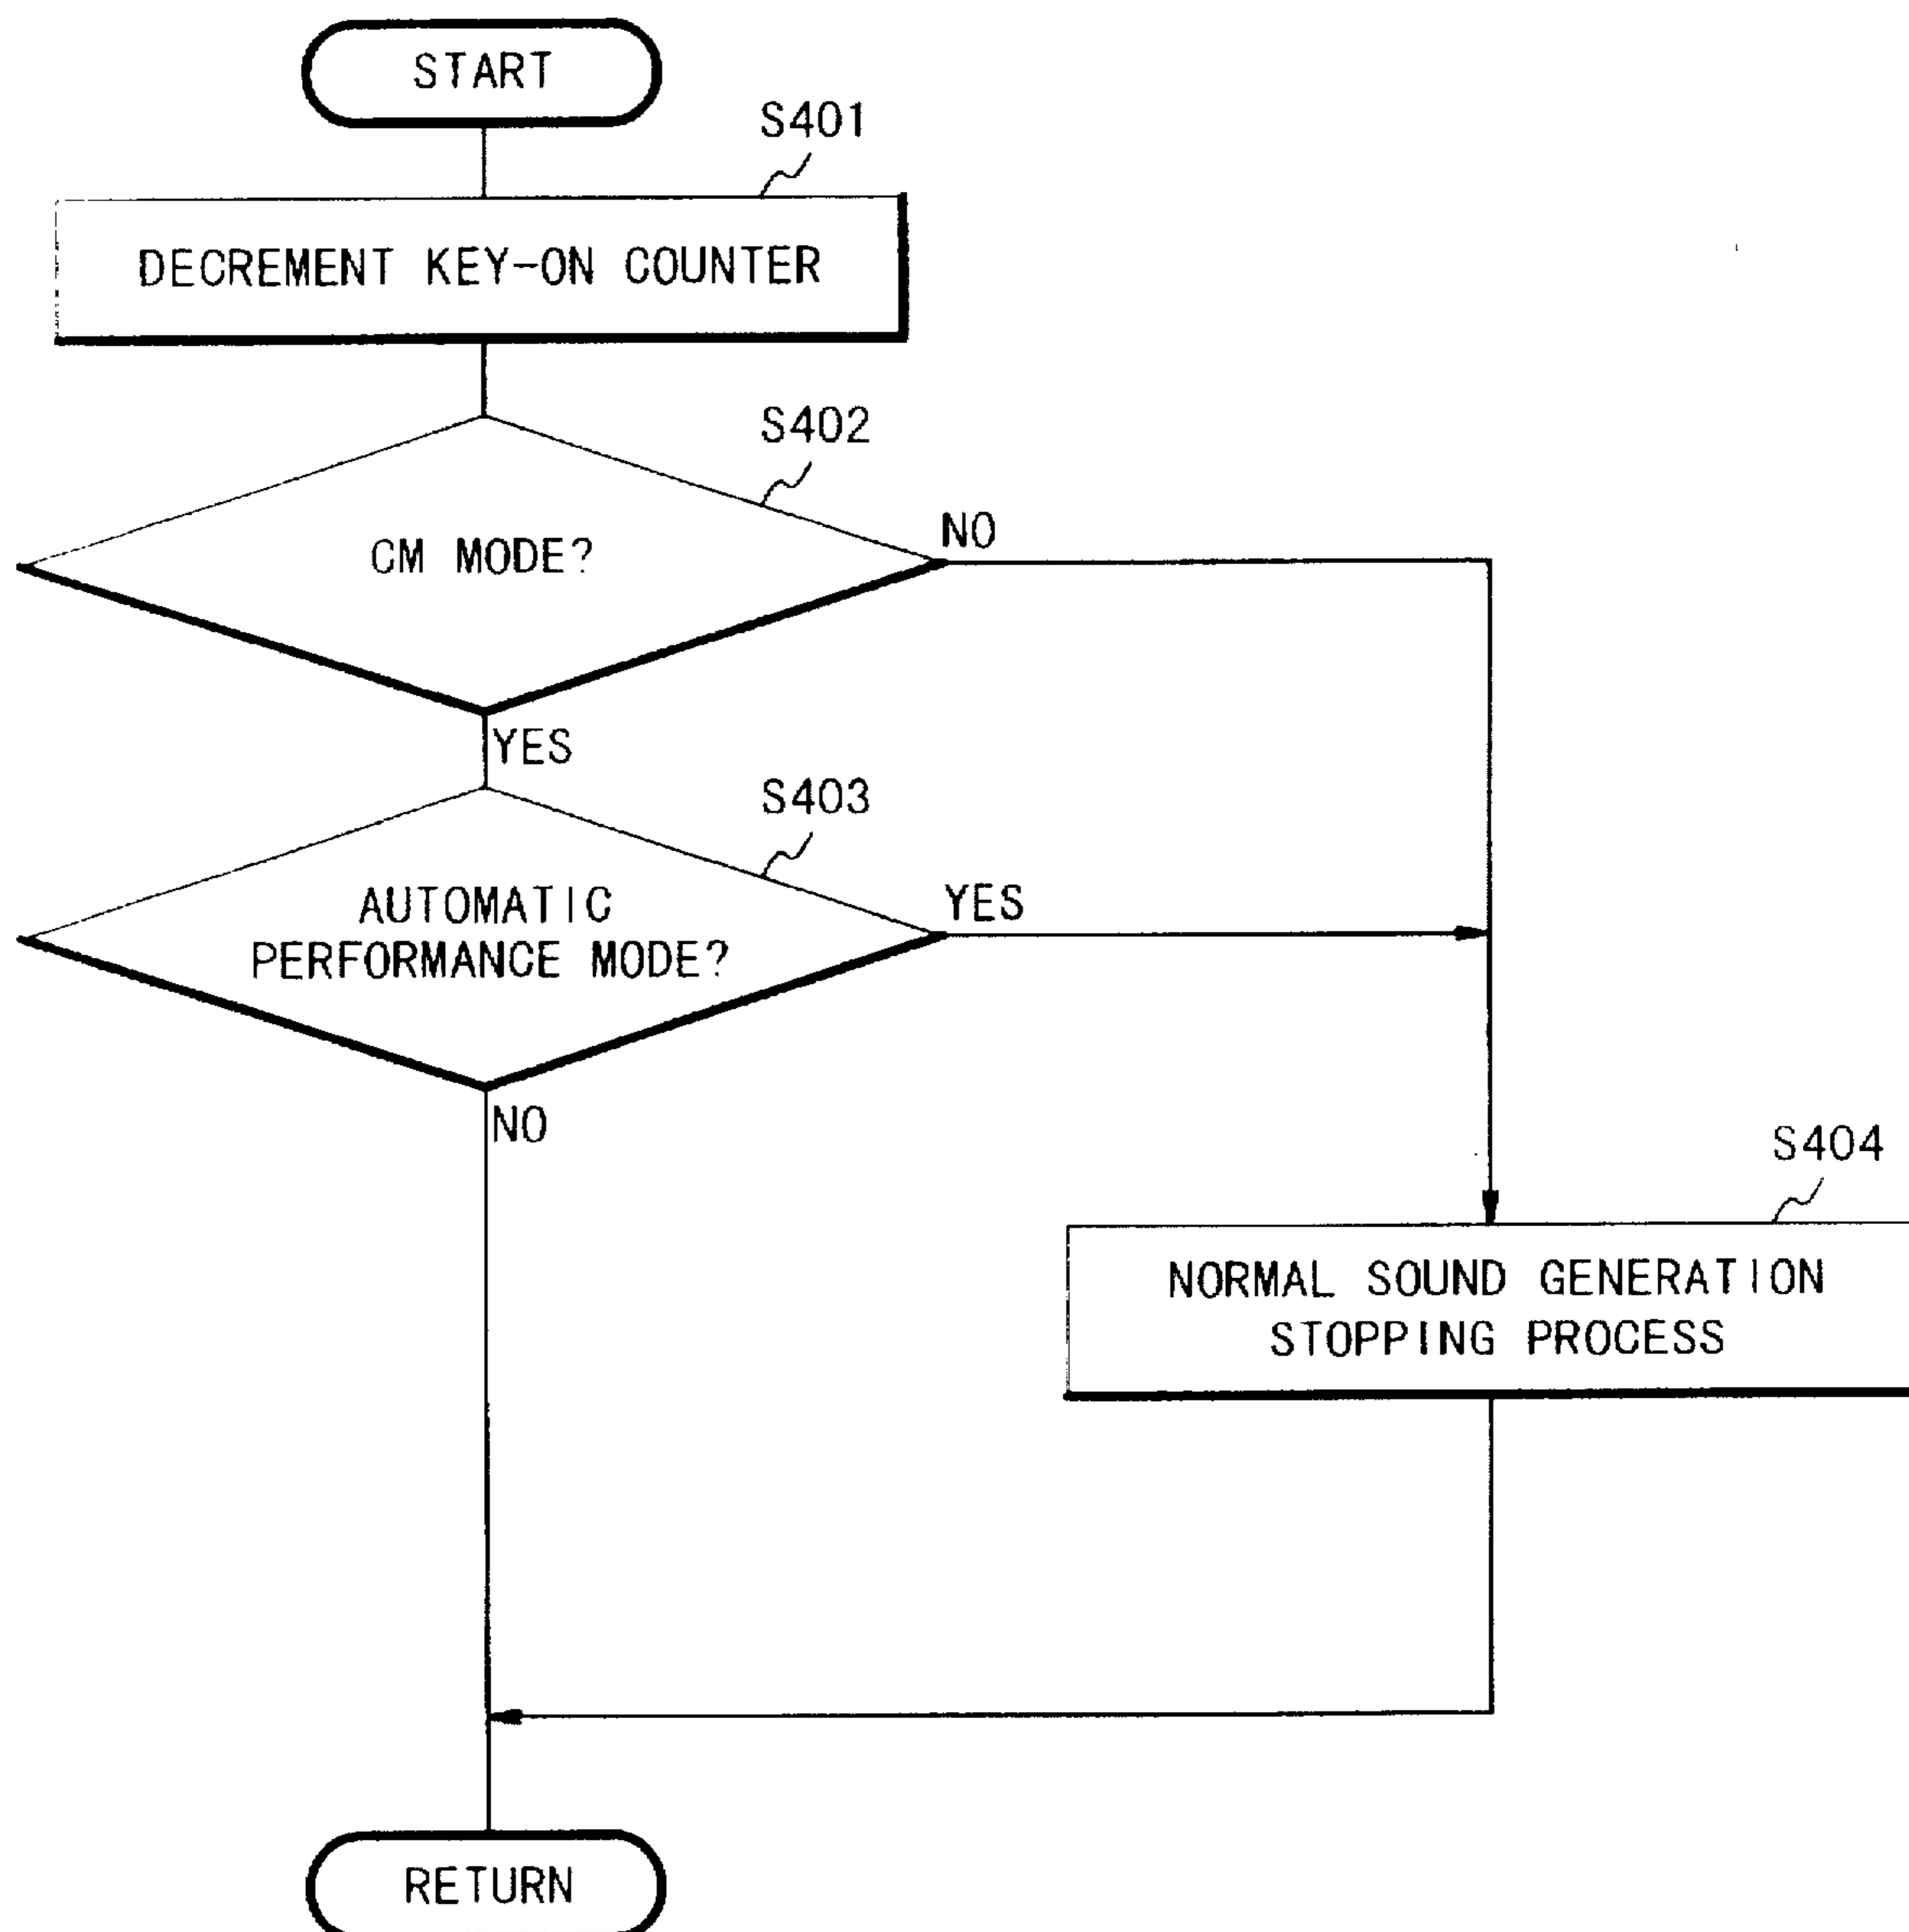 START
S401
DECREMENT KEY-ON COUNTER
S402
CM MODE?
NO
YES
S403
AUTOMATIC
PERFORMANCE MODE?
YES
NO
S404
NORMAL SOUND GENERATION
STOPPING PROCESS
RETURN